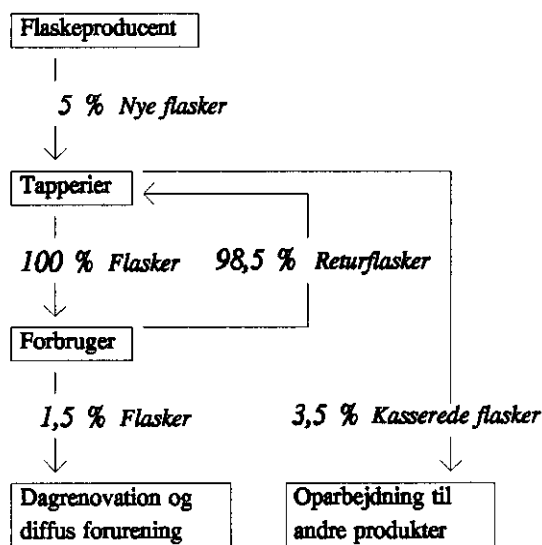 Flaskeproducent
5 % Nye flasker
Tapperier
100 % Flasker 98,5 % Returflasker
Forbruger
1,5 % Flasker 3,5 % Kasserede flasker
Dagrenovation og
diffus forurening
Oparbejdning til
andre produkter